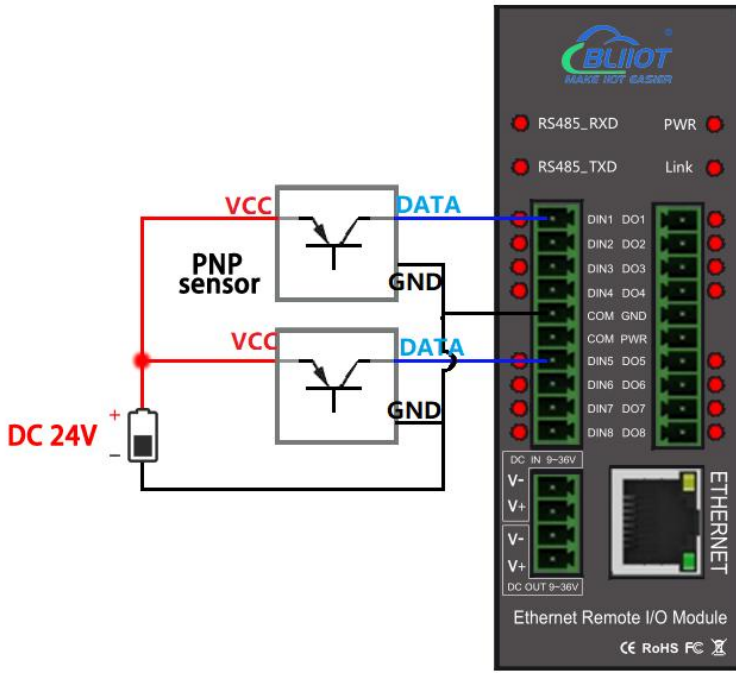 BLIIOT
MAKE IIOT EASIER
RS485_RXD PWR
RS485_TXD Link
VCC DATA
DIN1 DO1
DIN2 DO2
PNP
sensor
DIN3 DO3
GND
DIN4 DO4
COM GND
COM PWR
VCC DATA
DIN5 DO5
DIN6 DO6
GND
DIN7 DO7
+
DC 24V
−
DIN8 DO8
DC IN 9-36V
V-
V+
V-
V+
DC OUT 9-36V
ETHERNET
Ethernet Remote I/O Module
CE RoHS FC